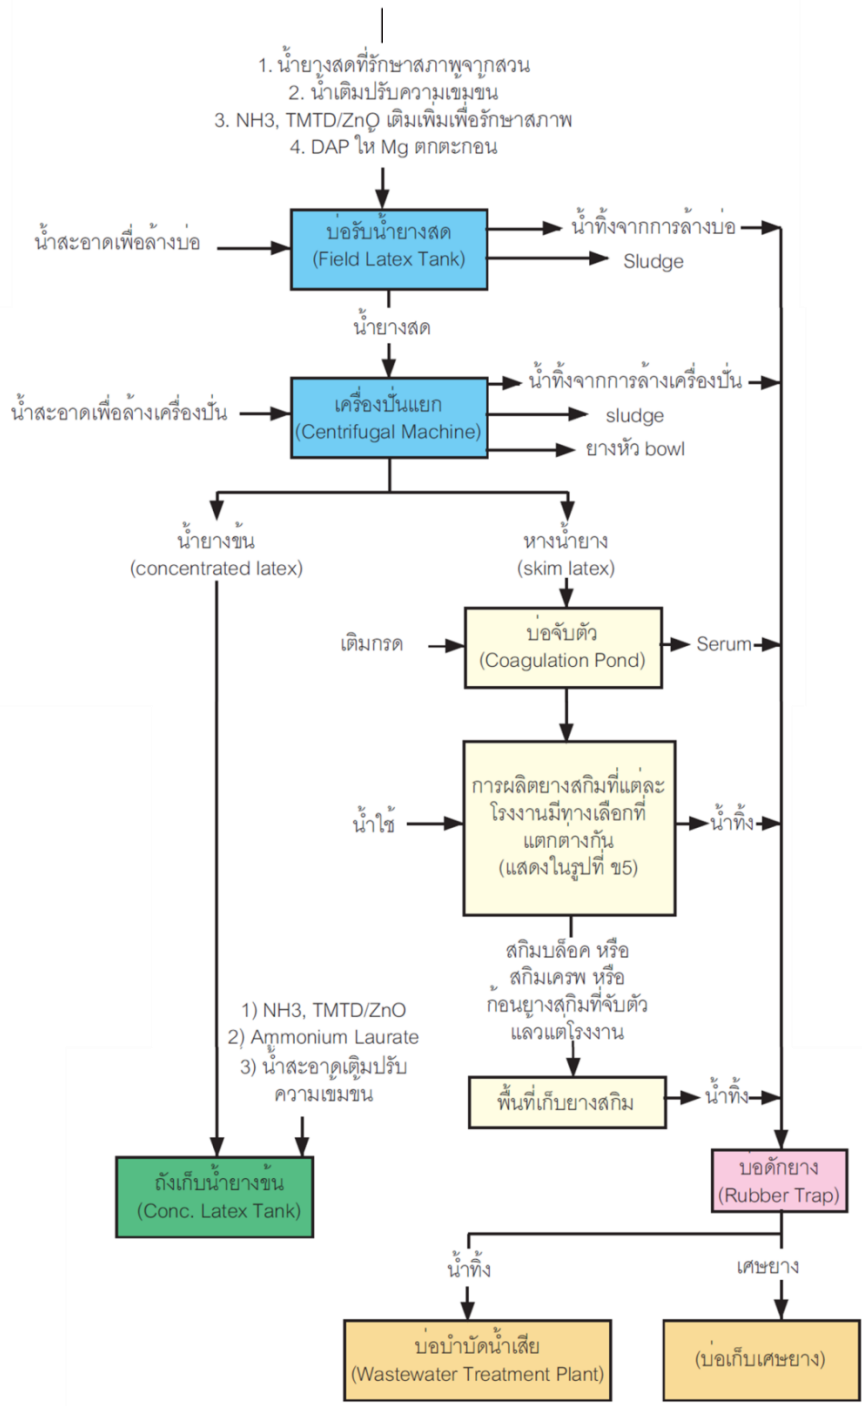 1. น้ำยางสดที่รักษาสภาพจากสวน
2. น้ำเติมปรับความเข้มข้น
3. NH3, TMTD/ZnO เติมเพิ่มเพื่อรักษาสภาพ
4. DAP ให้ Mg ตกตะกอน
น้ำสะอาดเพื่อล้างบ่อ
บ่อรับน้ำยางสด
(Field Latex Tank)
น้ำทิ้งจากการล้างบ่อ
Sludge
น้ำยางสด
น้ำสะอาดเพื่อล้างเครื่องปั่น
เครื่องปั่นแยก
(Centrifugal Machine)
น้ำทิ้งจากการล้างเครื่องปั่น
sludge
ยางหัว bowl
น้ำยางข้น
(concentrated latex)
หางน้ำยาง
(skim latex)
เติมกรด
บ่อจับตัว
(Coagulation Pond)
Serum
น้ำใช้
การผลิตยางสกิมที่แต่ละ
โรงงานมีทางเลือกที่
แตกต่างกัน
(แสดงในรูปที่ ข5)
น้ำทิ้ง
สกิมบล็อค หรือ
สกิมเครพ หรือ
ก้อนยางสกิมที่จับตัว
แล้วแต่โรงงาน
1) NH3, TMTD/ZnO
2) Ammonium Laurate
3) น้ำสะอาดเติมปรับ
ความเข้มข้น
พื้นที่เก็บยางสกิม
น้ำทิ้ง
ถังเก็บน้ำยางข้น
(Conc. Latex Tank)
บ่อดักยาง
(Rubber Trap)
น้ำทิ้ง
เศษยาง
บ่อบำบัดน้ำเสีย
(Wastewater Treatment Plant)
(บ่อเก็บเศษยาง)